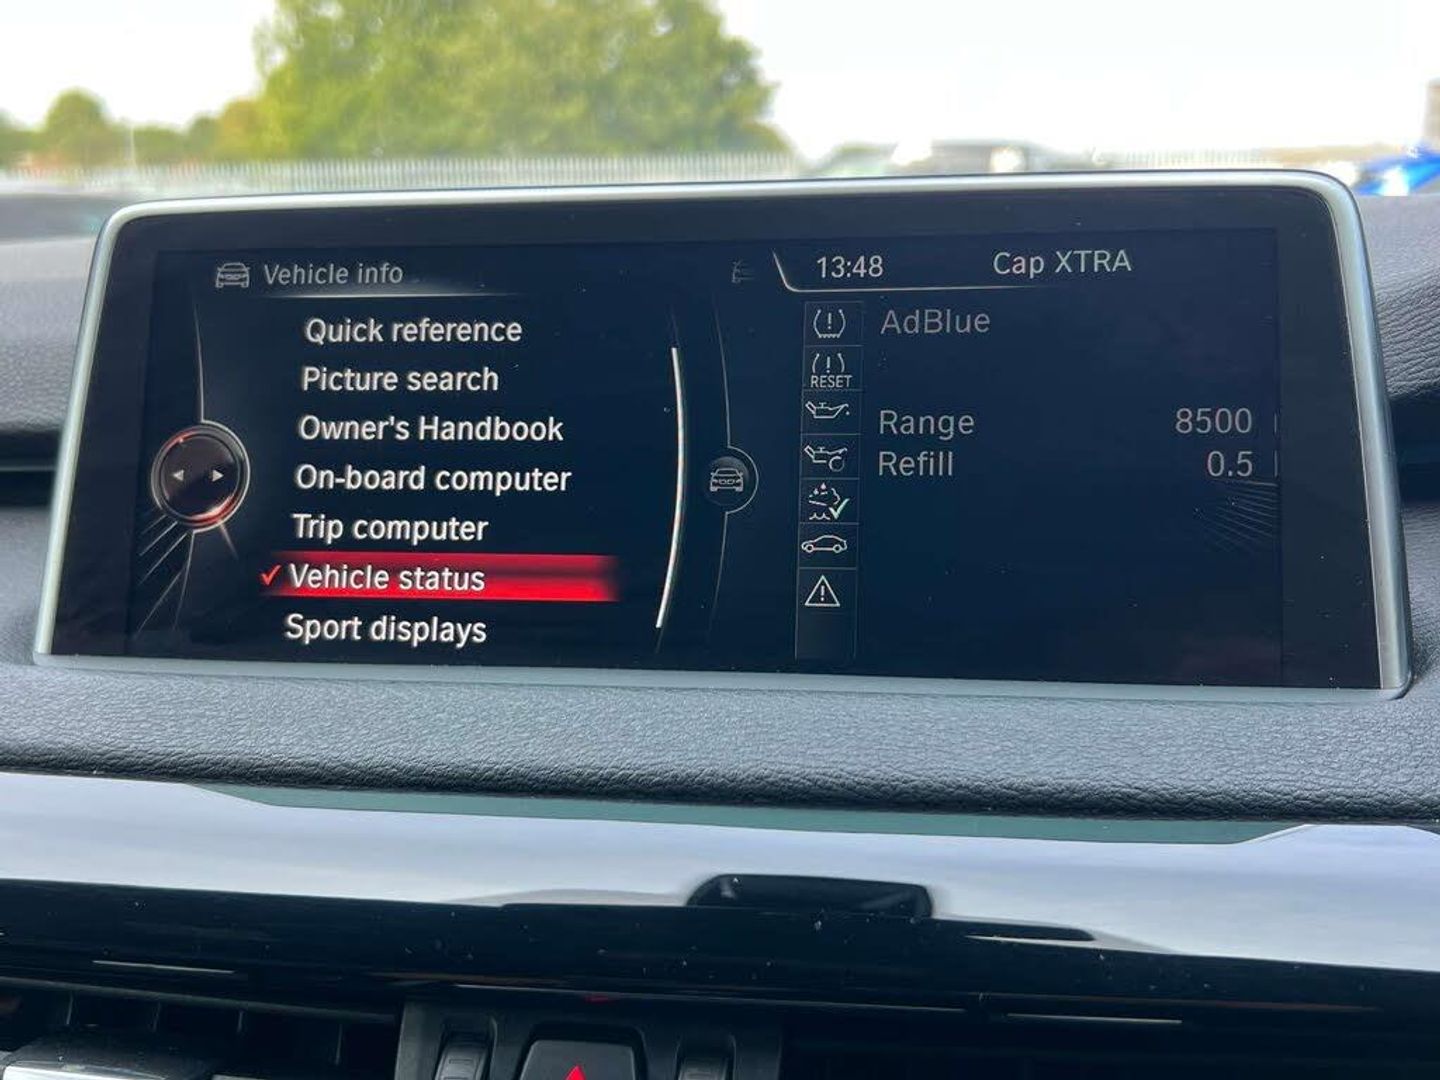 Vehicle info
Quick reference
Picture search
Owner's Handbook
On-board computer
Trip computer
Vehicle status
Sport displays
13:48 Cap XTRA
AdBlue
RESET
Range 8500
Refill 0.5